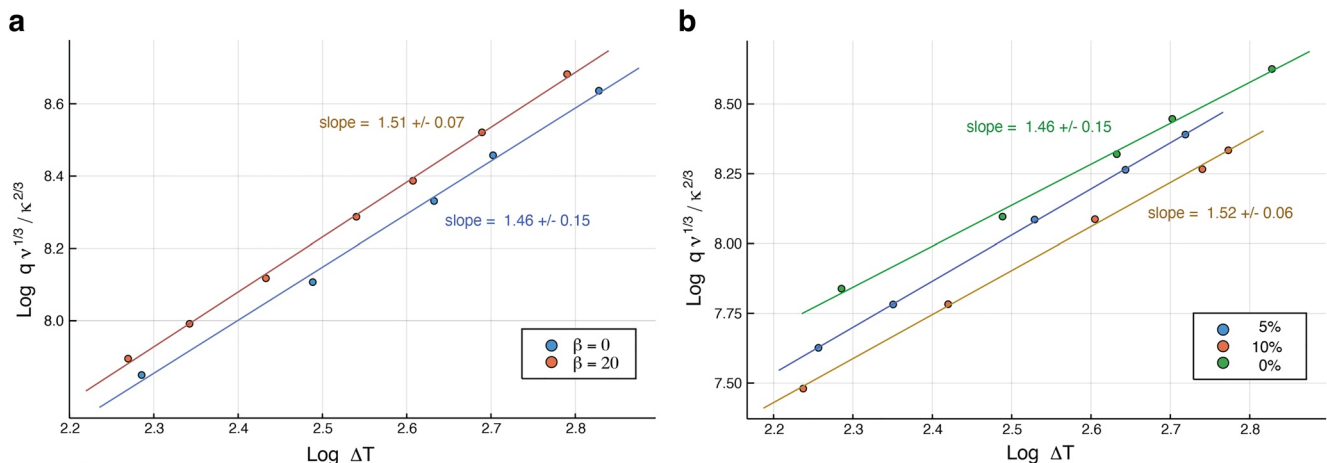 a
8.6
8.4
8.2
8.0
2.2 2.3 2.4 2.5 2.6 2.7 2.8
Log ΔT
Log q ν^1/3 / κ^2/3
slope = 1.51 +/- 0.07
slope = 1.46 +/- 0.15
β = 0
β = 20
b
8.50
8.25
8.00
7.75
7.50
2.2 2.3 2.4 2.5 2.6 2.7 2.8
Log ΔT
Log q ν^1/3 / κ^2/3
slope = 1.46 +/- 0.15
slope = 1.52 +/- 0.06
5%
10%
0%